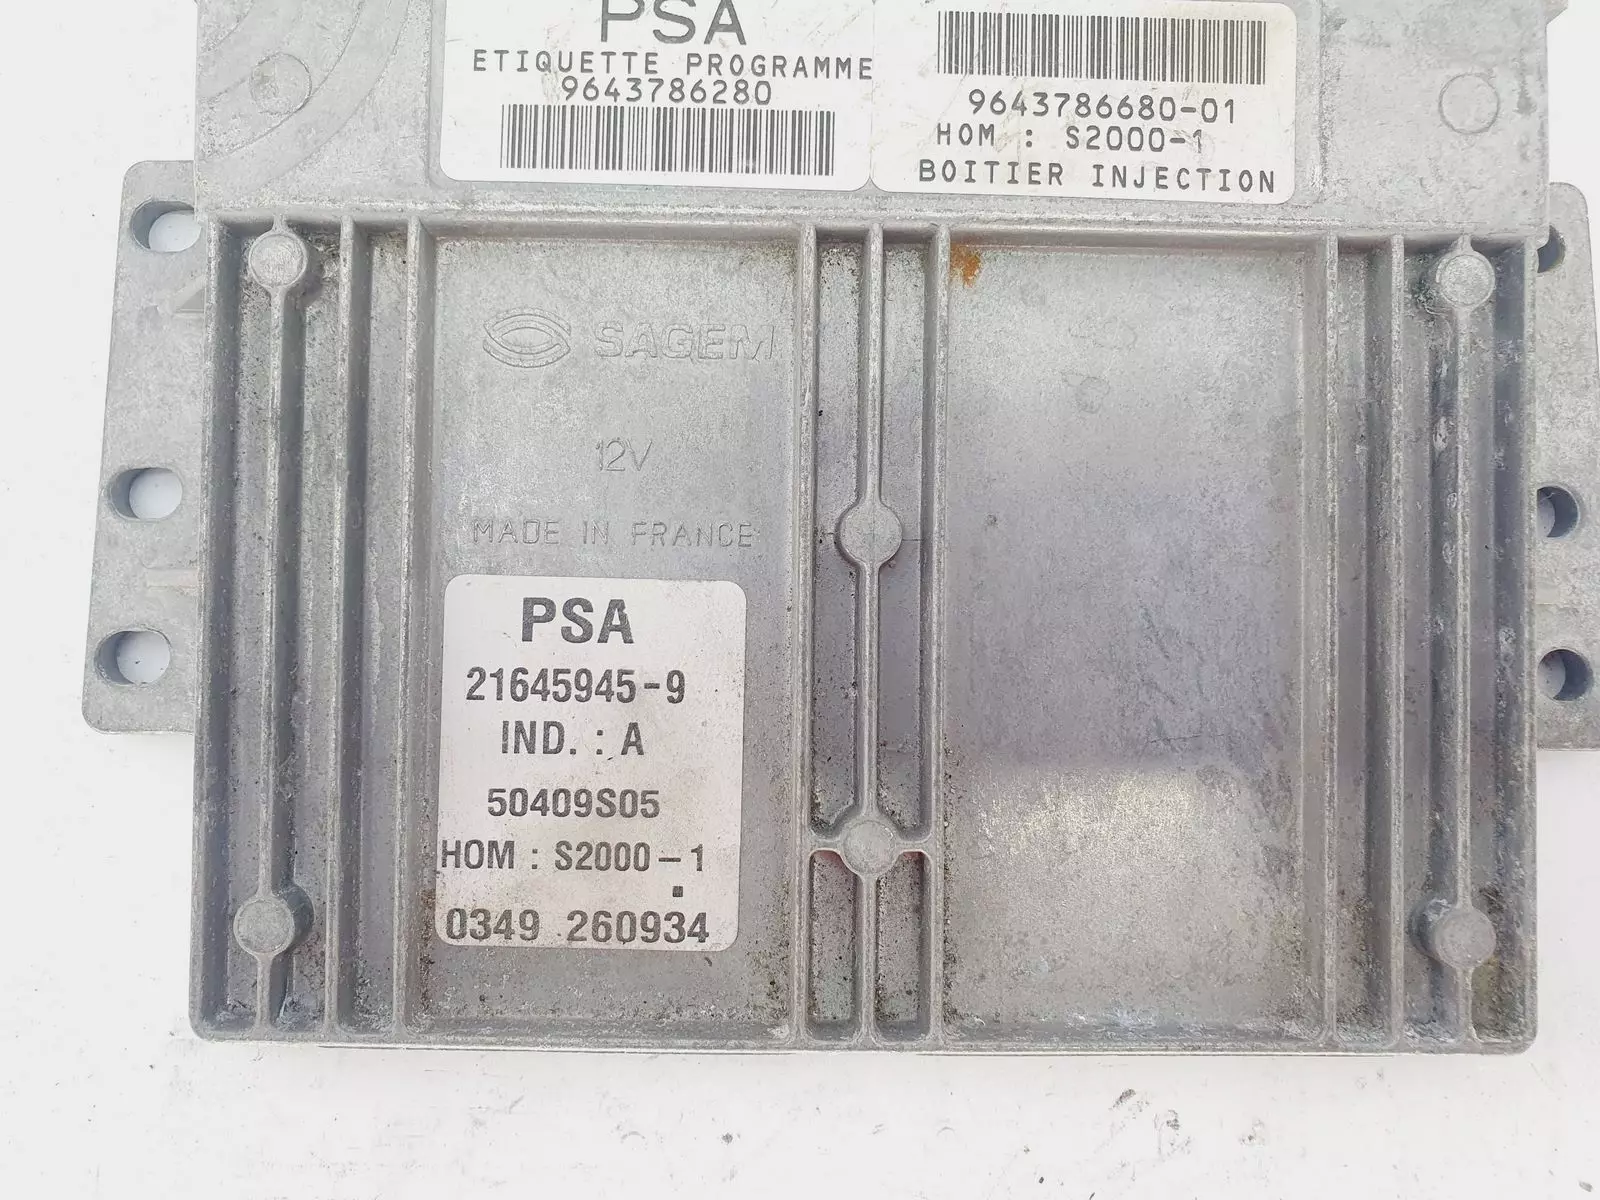 PSA
ETIQUETTE PROGRAMME
9643786280
9643786680-01
HOM : S2000-1
BOITIER INJECTION
SAGEM
12V
MADE IN FRANCE
PSA
21645945-9
IND. : A
50409S05
HOM : S2000-1
0349 260934